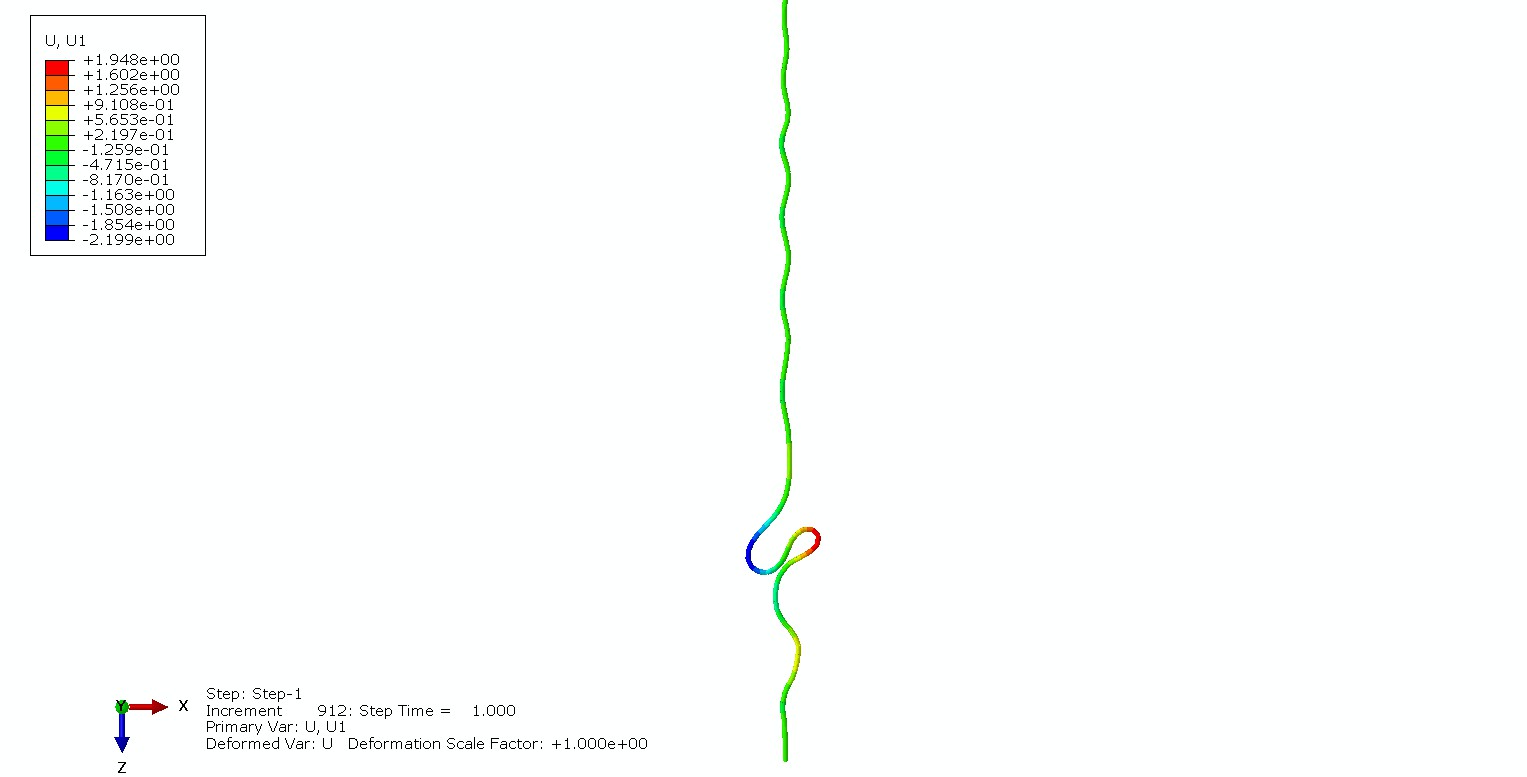 U, U1
+1.948e+00
+1.602e+00
+1.256e+00
+9.108e-01
+5.653e-01
+2.197e-01
-1.259e-01
-4.715e-01
-8.170e-01
-1.163e+00
-1.508e+00
-1.854e+00
-2.199e+00
Y
X
Z
Step: Step-1
Increment 912: Step Time = 1.000
Primary Var: U, U1
Deformed Var: U Deformation Scale Factor: +1.000e+00